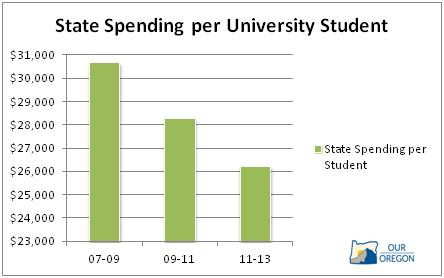 State Spending per University Student
$31,000
$30,000
$29,000
$28,000
$27,000
$26,000
$25,000
$24,000
$23,000
07-09 09-11 11-13
State Spending per
Student
OUR
OREGON